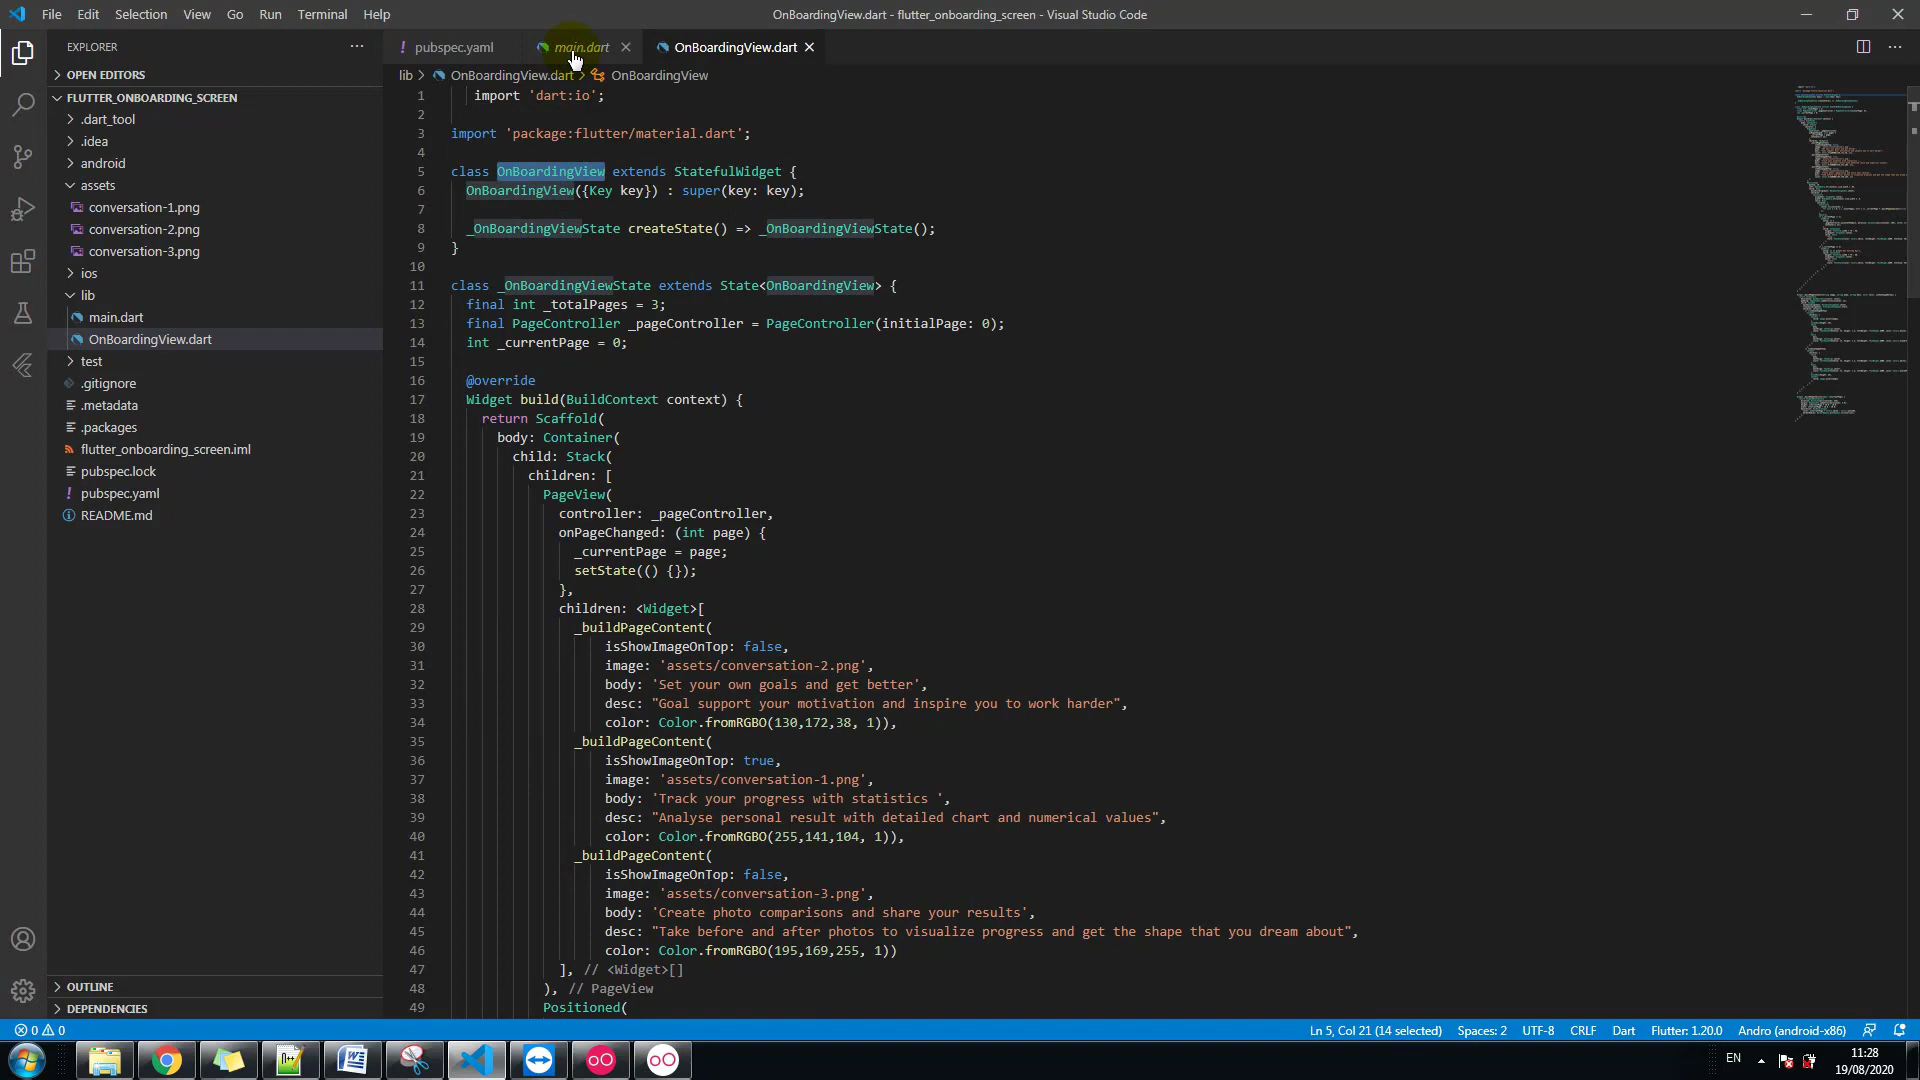 File Edit Selection View Go Run Terminal Help
OnBoardingView.dart - flutter_onboarding_screen - Visual Studio Code
EXPLORER
OPEN EDITORS
FLUTTER_ONBOARDING_SCREEN
.dart_tool
.idea
android
assets
conversation-1.png
conversation-2.png
conversation-3.png
ios
lib
main.dart
OnBoardingView.dart
test
.gitignore
.metadata
.packages
flutter_onboarding_screen.iml
pubspec.lock
! pubspec.yaml
README.md
OUTLINE
DEPENDENCIES
! pubspec.yaml main.dart OnBoardingView.dart
lib > OnBoardingView.dart > OnBoardingView
1 import 'dart:io';
2
3 import 'package:flutter/material.dart';
4
5 class OnBoardingView extends StatefulWidget {
6 OnBoardingView({Key key}) : super(key: key);
7
8 _OnBoardingViewState createState() => _OnBoardingViewState();
9 }
10
11 class _OnBoardingViewState extends State<OnBoardingView> {
12 final int _totalPages = 3;
13 final PageController _pageController = PageController(initialPage: 0);
14 int _currentPage = 0;
15
16 @override
17 Widget build(BuildContext context) {
18 return Scaffold(
19 body: Container(
20 child: Stack(
21 children: [
22 PageView(
23 controller: _pageController,
24 onPageChanged: (int page) {
25 _currentPage = page;
26 setState(() {});
27 },
28 children: <Widget>[
29 _buildPageContent(
30 isShowImageOnTop: false,
31 image: 'assets/conversation-2.png',
32 body: 'Set your own goals and get better',
33 desc: "Goal support your motivation and inspire you to work harder",
34 color: Color.fromRGBO(130,172,38, 1)),
35 _buildPageContent(
36 isShowImageOnTop: true,
37 image: 'assets/conversation-1.png',
38 body: 'Track your progress with statistics ',
39 desc: "Analyse personal result with detailed chart and numerical values",
40 color: Color.fromRGBO(255,141,104, 1)),
41 _buildPageContent(
42 isShowImageOnTop: false,
43 image: 'assets/conversation-3.png',
44 body: 'Create photo comparisons and share your results',
45 desc: "Take before and after photos to visualize progress and get the shape that you dream about",
46 color: Color.fromRGBO(195,169,255, 1))
47 ], // <Widget>[]
48 ), // PageView
49 Positioned(
0 0
Ln 5, Col 21 (14 selected) Spaces: 2 UTF-8 CRLF Dart Flutter: 1.20.0 Andro (android-x86)
EN
11:28
19/08/2020